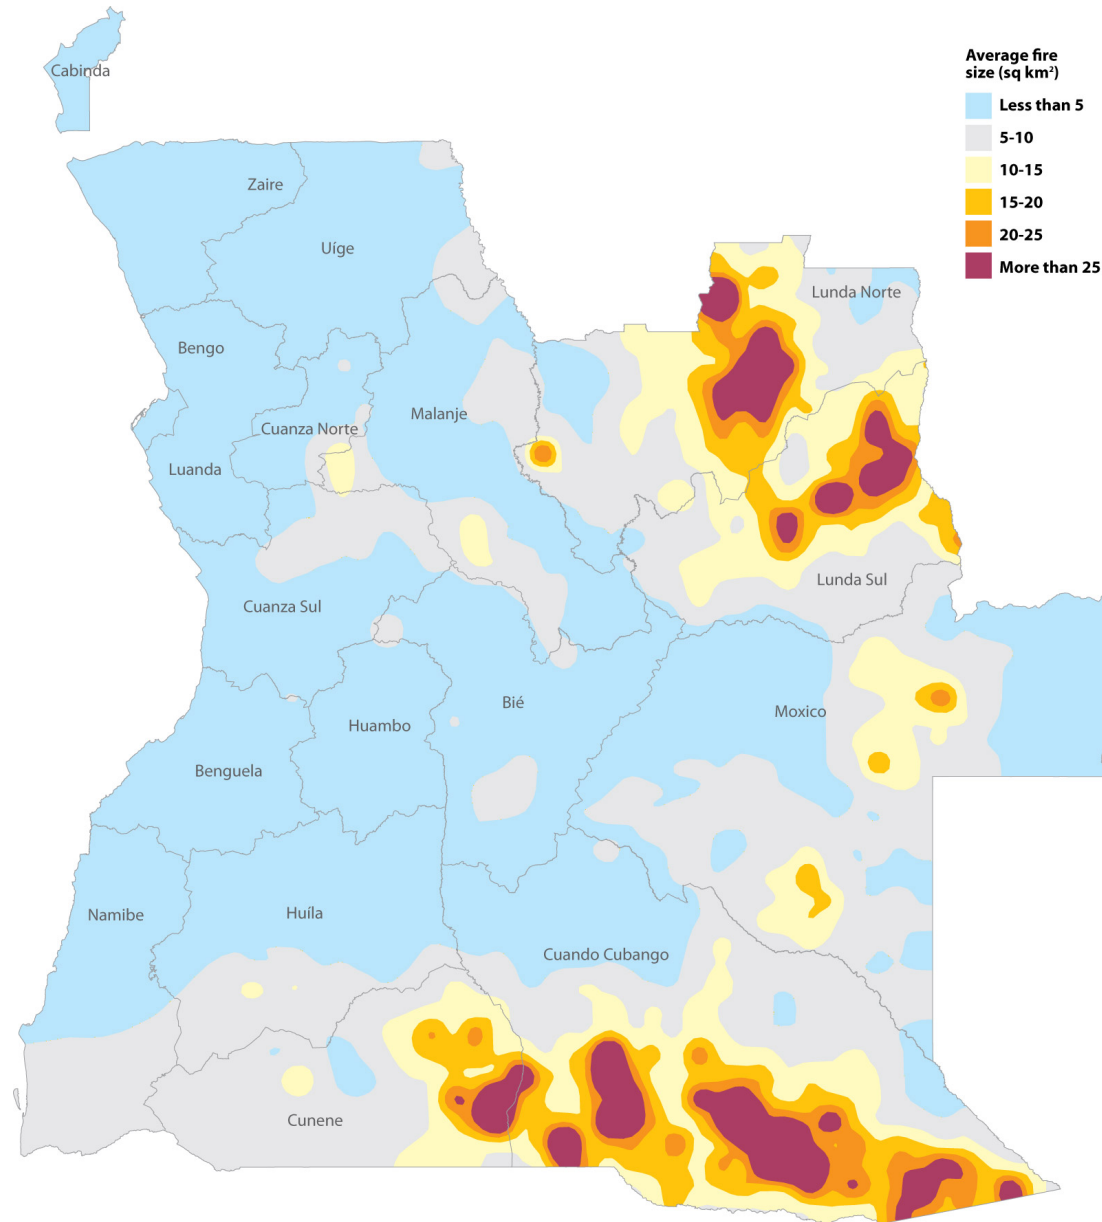 Cabinda
Average fire
size (sq km²)
Less than 5
5-10
10-15
15-20
20-25
More than 25
Zaire
Uíge
Lunda Norte
Bengo
Malanje
Cuanza Norte
Luanda
Lunda Sul
Cuanza Sul
Bié
Moxico
Huambo
Benguela
Namibe
Huíla
Cuando Cubango
Cunene